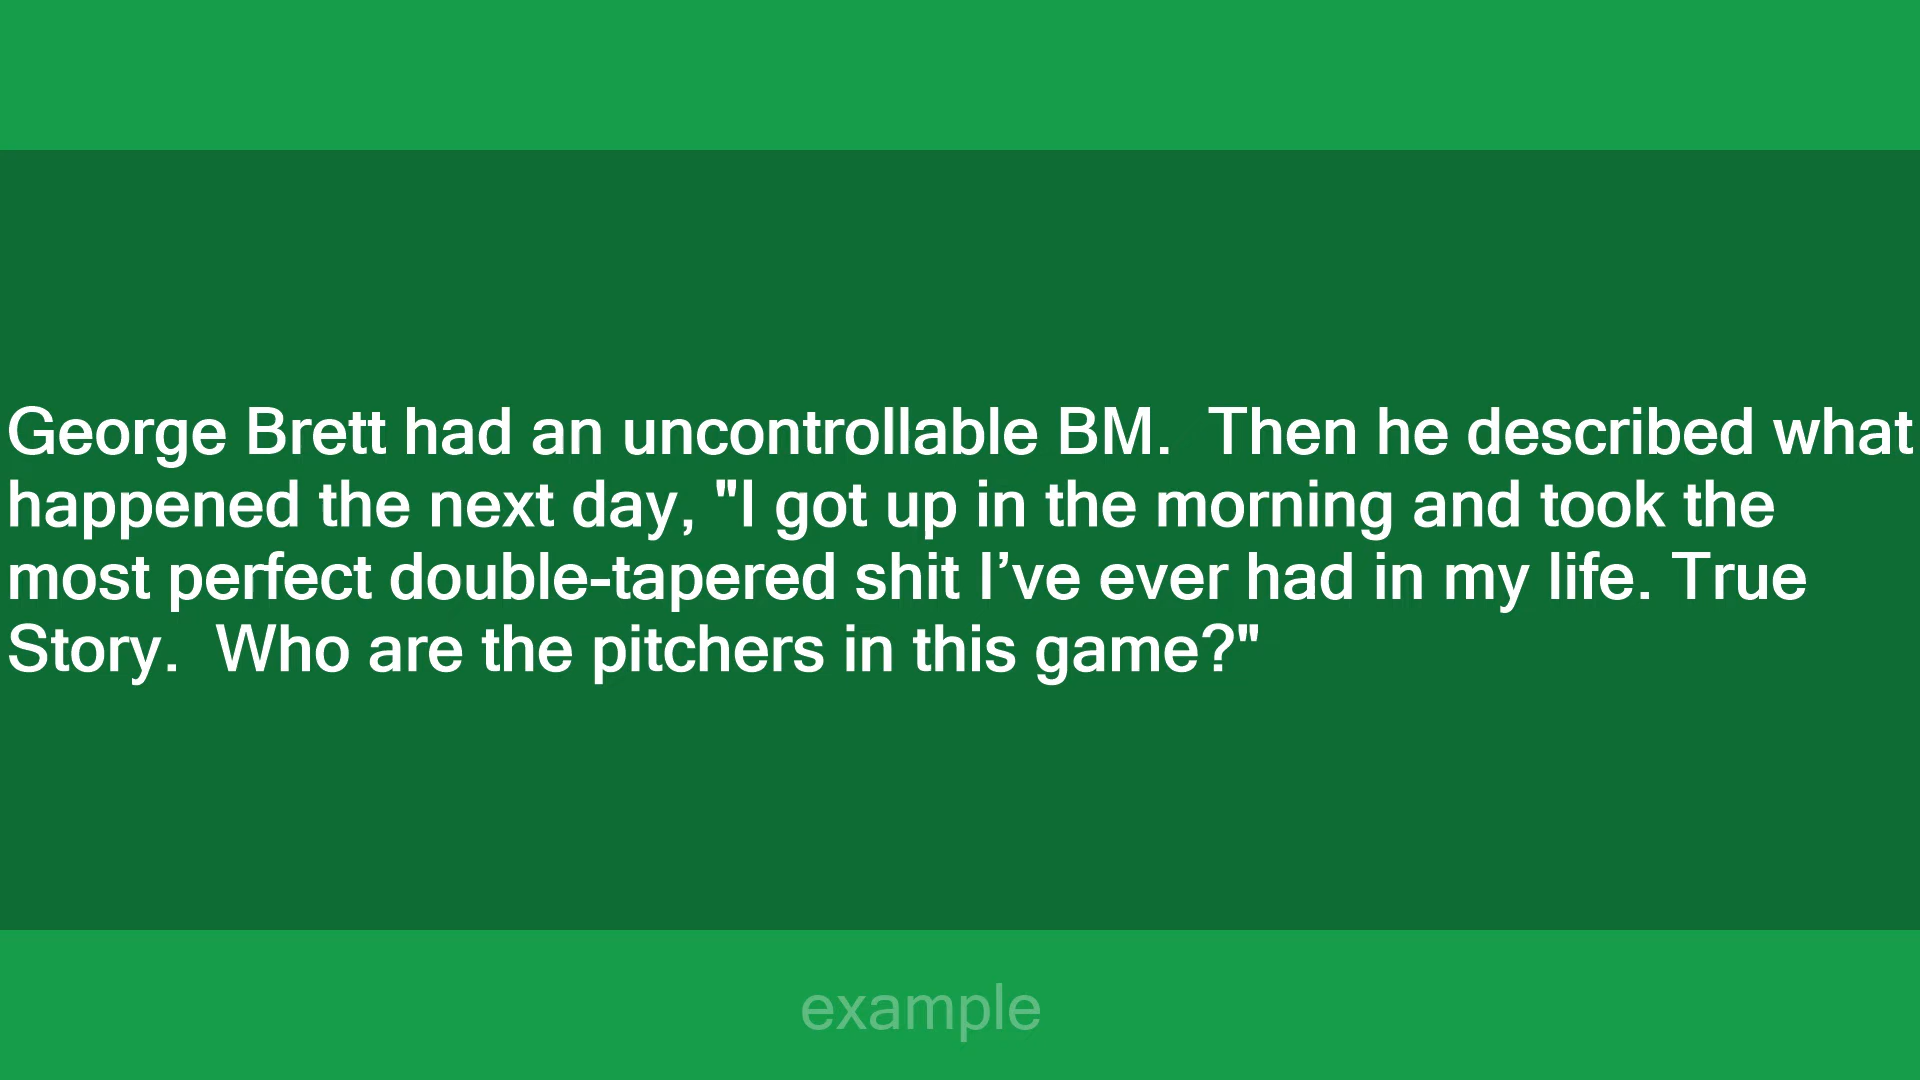 George Brett had an uncontrollable BM.  Then he described what
happened the next day, "I got up in the morning and took the
most perfect double-tapered shit I’ve ever had in my life. True
Story.  Who are the pitchers in this game?"
example